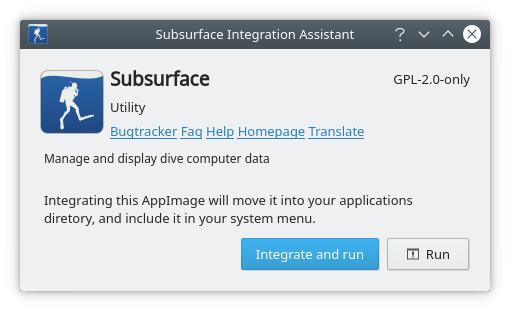 Subsurface Integration Assistant
Subsurface
GPL-2.0-only
Utility
Bugtracker Faq Help Homepage Translate
Manage and display dive computer data
Integrating this AppImage will move it into your applications
diretory, and include it in your system menu.
Integrate and run
Run